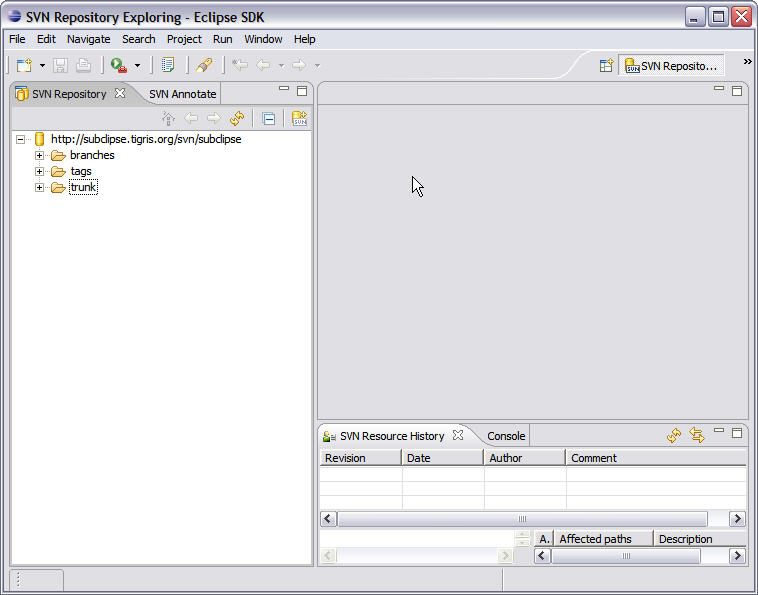 SVN Repository Exploring - Eclipse SDK
File Edit Navigate Search Project Run Window Help
SVN Reposito... »
SVN Repository SVN Annotate
SVN
http://subclipse.tigris.org/svn/subclipse
branches
tags
trunk
SVN Resource History Console
Revision Date Author Comment
A. Affected paths Description